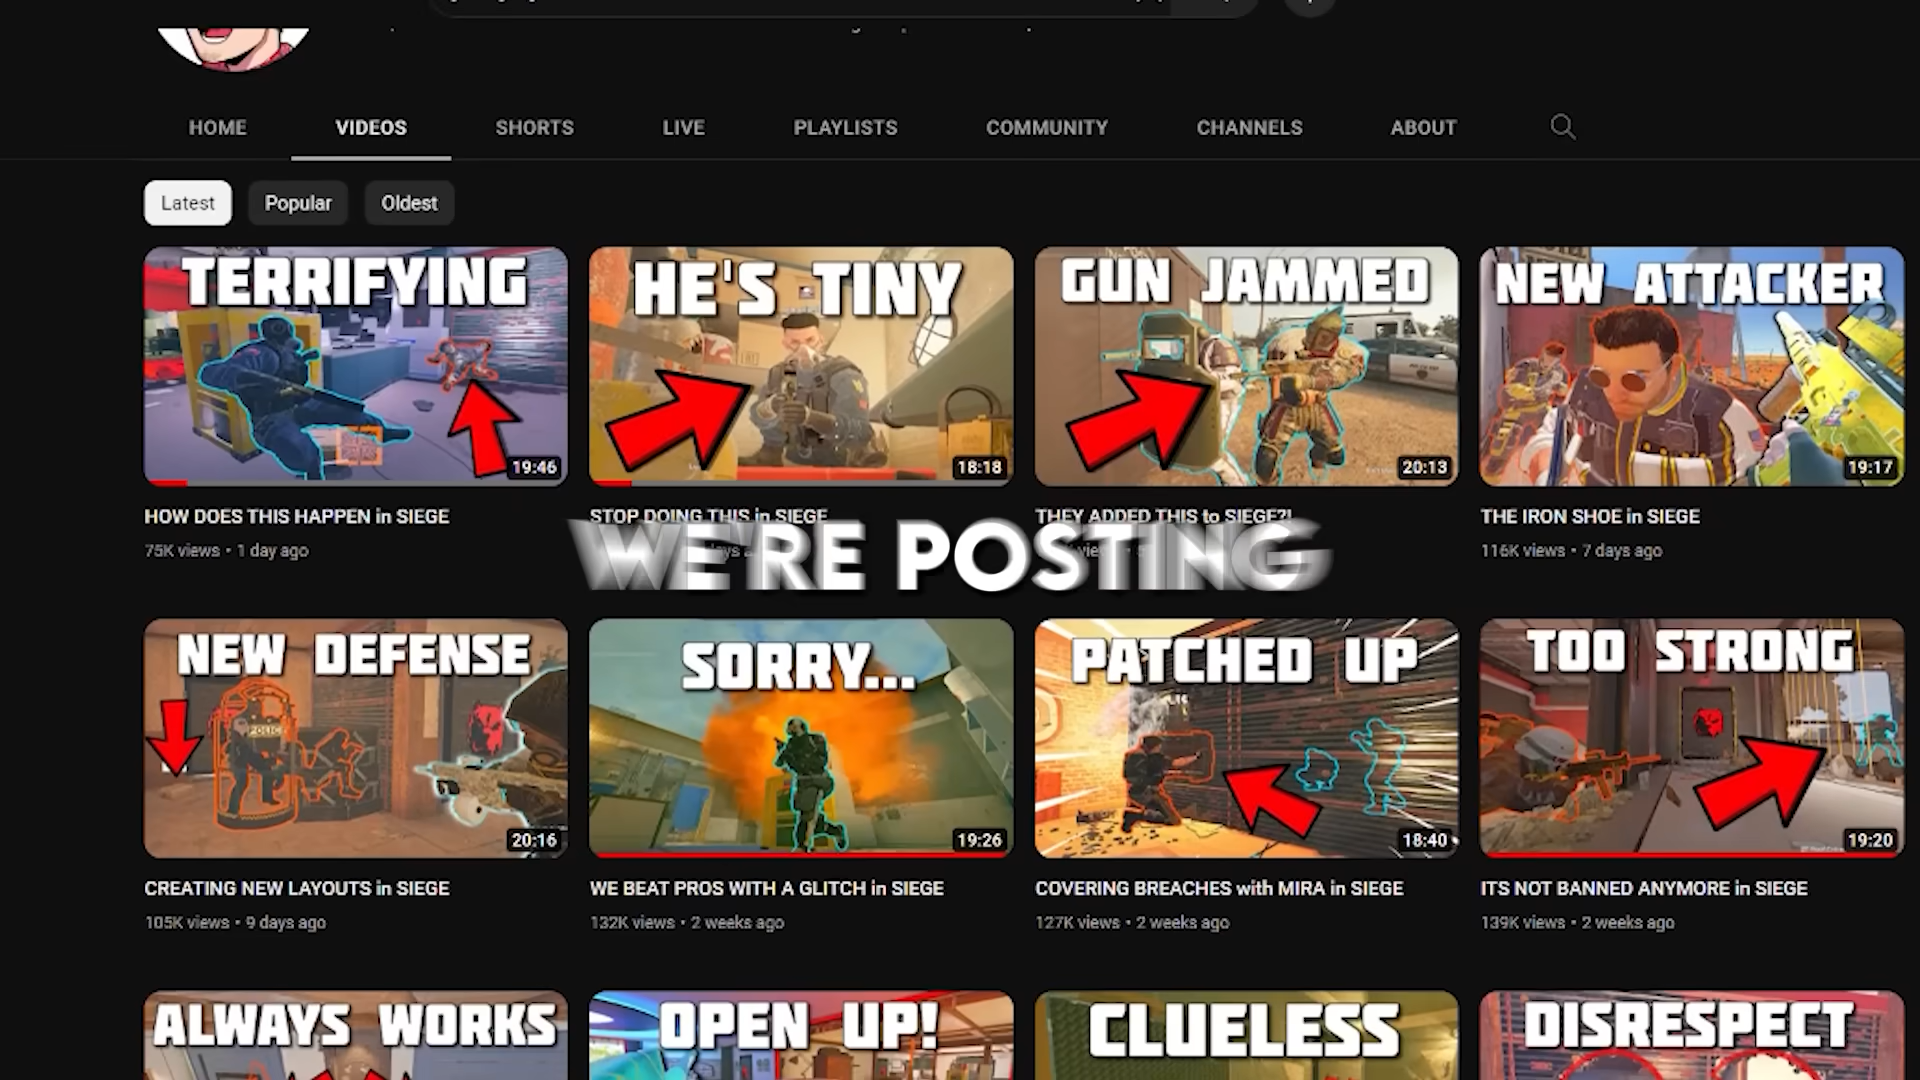 HOME VIDEOS SHORTS LIVE PLAYLISTS COMMUNITY CHANNELS ABOUT
Latest Popular Oldest
TERRIFYING
19:46
HE'S TINY
18:18
GUN JAMMED
20:13
NEW ATTACKER
19:17
HOW DOES THIS HAPPEN in SIEGE
75K views • 1 day ago
STOP DOING THIS in SIEGE
THEY ADDED THIS to SIEGE?!
THE IRON SHOE in SIEGE
116K views • 7 days ago
WE'RE POSTING
NEW DEFENSE
POLICE
20:16
SORRY...
19:26
PATCHED UP
18:40
TOO STRONG
19:20
CREATING NEW LAYOUTS in SIEGE
105K views • 9 days ago
WE BEAT PROS WITH A GLITCH in SIEGE
132K views • 2 weeks ago
COVERING BREACHES with MIRA in SIEGE
127K views • 2 weeks ago
ITS NOT BANNED ANYMORE in SIEGE
139K views • 2 weeks ago
ALWAYS WORKS
OPEN UP!
CLUELESS
DISRESPECT